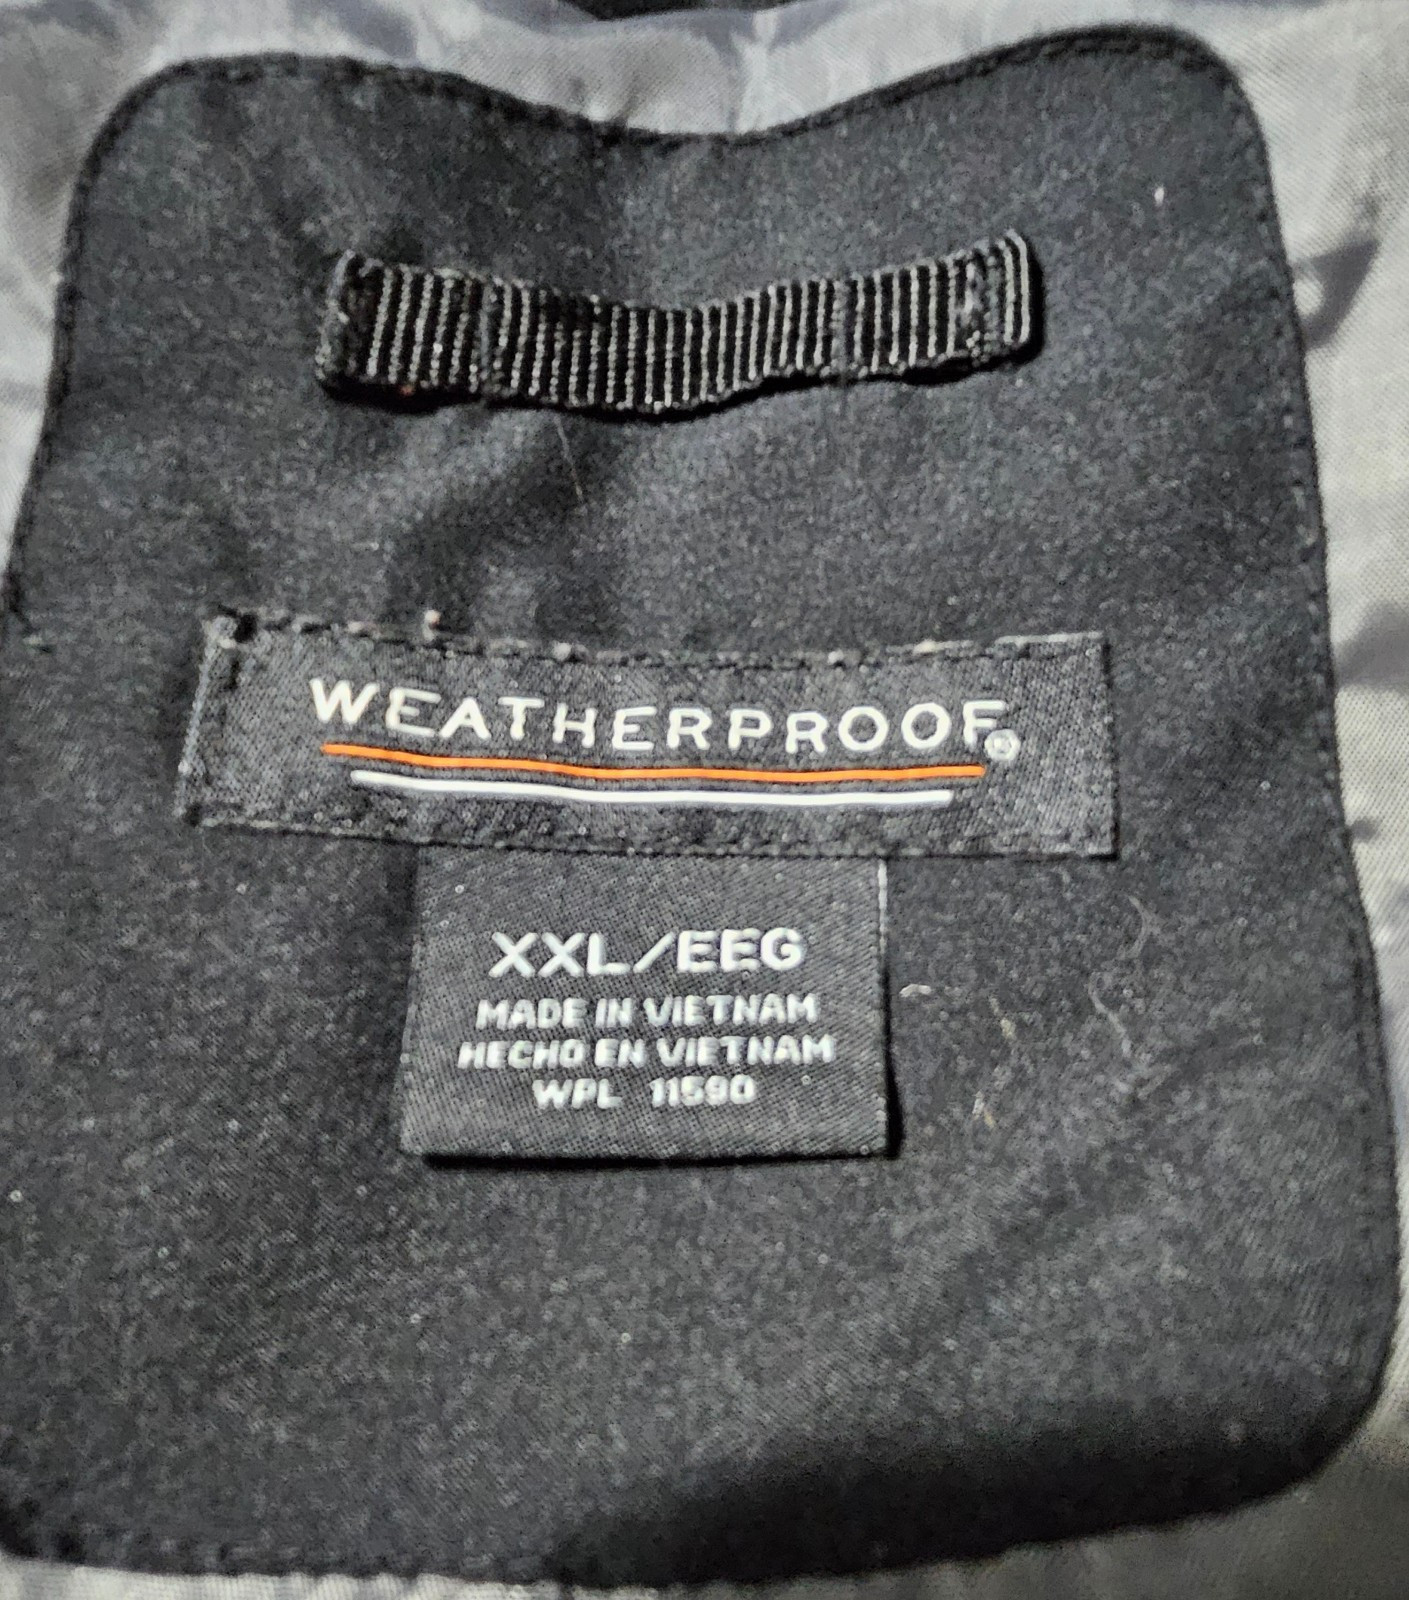 WEATHERPROOF®
XXL/EEG
MADE IN VIETNAM
HECHO EN VIETNAM
WPL 11590